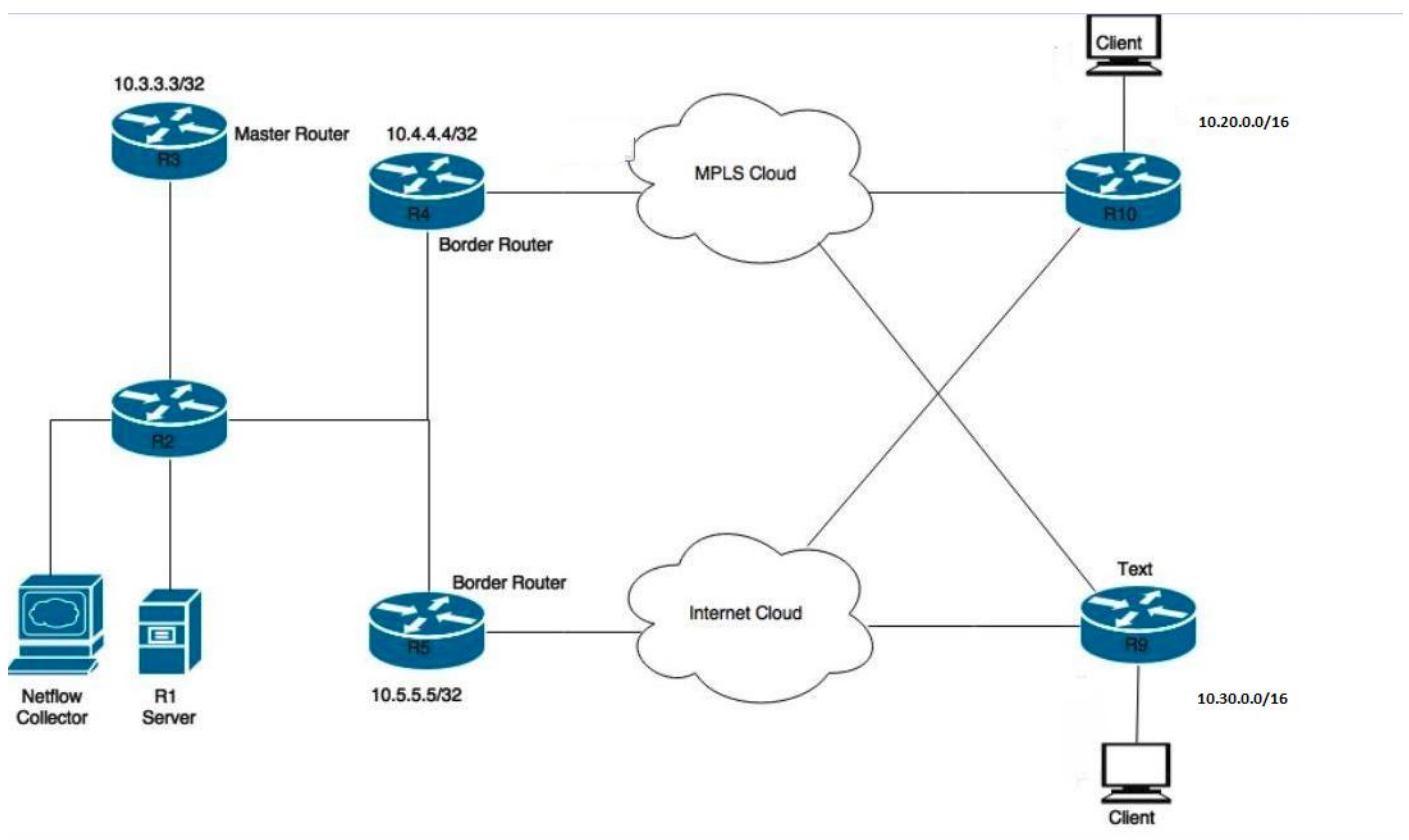 Client
10.3.3.3/32
10.20.0.0/16
Master Router
10.4.4.4/32
R3
MPLS Cloud
R4
R10
Border Router
R2
Border Router
Text
Internet Cloud
R5
R9
10.5.5.5/32
10.30.0.0/16
Netflow
Collector
R1
Server
Client